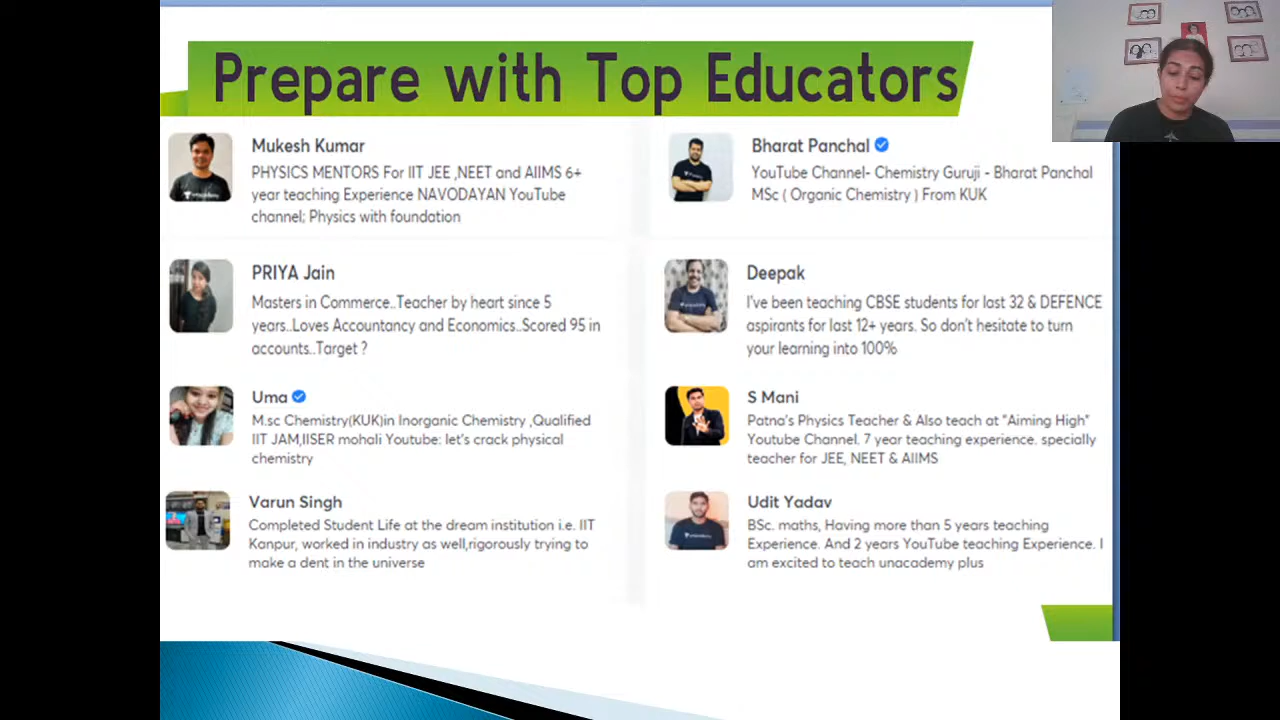 Prepare with Top Educators
Mukesh Kumar
PHYSICS MENTORS For IIT JEE ,NEET and AIIMS 6+
year teaching Experience NAVODAYAN YouTube
channel; Physics with foundation
Bharat Panchal
YouTube Channel- Chemistry Guruji - Bharat Panchal
MSc ( Organic Chemistry ) From KUK
PRIYA Jain
Masters in Commerce..Teacher by heart since 5
years..Loves Accountancy and Economics..Scored 95 in
accounts..Target ?
Deepak
I've been teaching CBSE students for last 32 & DEFENCE
aspirants for last 12+ years. So don't hesitate to turn
your learning into 100%
Uma
M.sc Chemistry(KUK)in Inorganic Chemistry ,Qualified
IIT JAM,IISER mohali Youtube: let's crack physical
chemistry
S Mani
Patna's Physics Teacher & Also teach at "Aiming High"
Youtube Channel. 7 year teaching experience. specially
teacher for JEE, NEET & AIIMS
Varun Singh
Completed Student Life at the dream institution i.e. IIT
Kanpur, worked in industry as well,rigorously trying to
make a dent in the universe
Udit Yadav
BSc. maths, Having more than 5 years teaching
Experience. And 2 years YouTube teaching Experience. I
am excited to teach unacademy plus